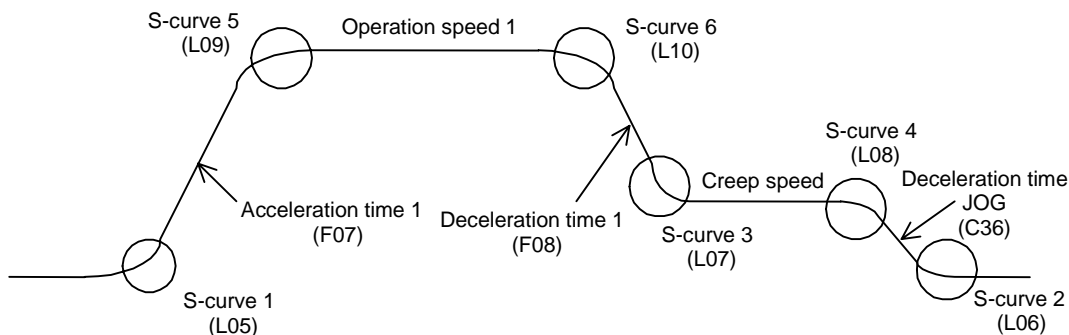 S-curve 5
(L09)
Operation speed 1
S-curve 6
(L10)
S-curve 4
(L08)
Acceleration time 1
(F07)
Deceleration time 1
(F08)
Creep speed
Deceleration time
JOG
(C36)
S-curve 3
(L07)
S-curve 1
(L05)
S-curve 2
(L06)